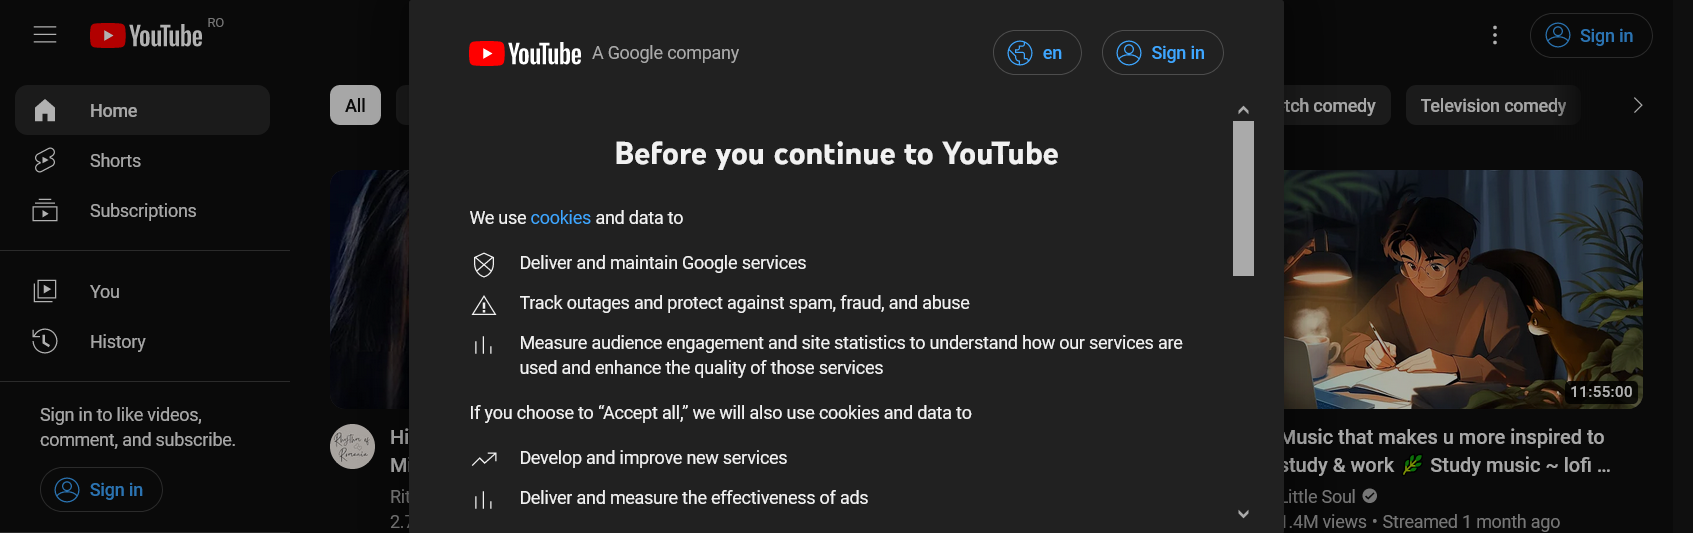 YouTube RO
Sign in
Home
Shorts
Subscriptions
You
History
Sign in to like videos,
comment, and subscribe.
Sign in
All
comedy
Television comedy
YouTube A Google company
en
Sign in
Before you continue to YouTube
We use cookies and data to
Deliver and maintain Google services
Track outages and protect against spam, fraud, and abuse
Measure audience engagement and site statistics to understand how our services are
used and enhance the quality of those services
If you choose to “Accept all,” we will also use cookies and data to
Develop and improve new services
Deliver and measure the effectiveness of ads
Rhythm of
Romania
11:55:00
Music that makes u more inspired to
study & work 🌿 Study music ~ lofi ...
Little Soul
1.4M views • Streamed 1 month ago